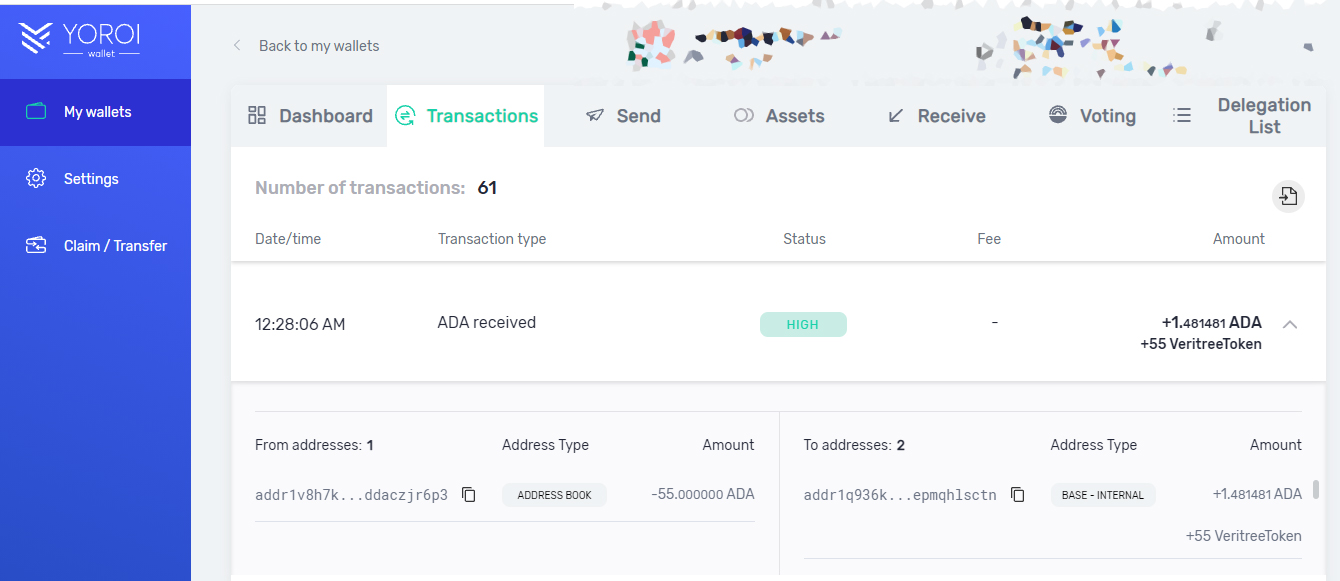 YOROI
wallet
My wallets
Settings
Claim / Transfer
Back to my wallets
Dashboard
Transactions
Send
Assets
Receive
Voting
Delegation
List
Number of transactions: 61
Date/time Transaction type Status Fee Amount
12:28:06 AM ADA received HIGH - +1.481481 ADA
+55 VeritreeToken
From addresses: 1 Address Type Amount
addr1v8h7k...ddaczjr6p3 ADDRESS BOOK -55.000000 ADA
To addresses: 2 Address Type Amount
addr1q936k...epmqhlsctn BASE - INTERNAL +1.481481 ADA
+55 VeritreeToken